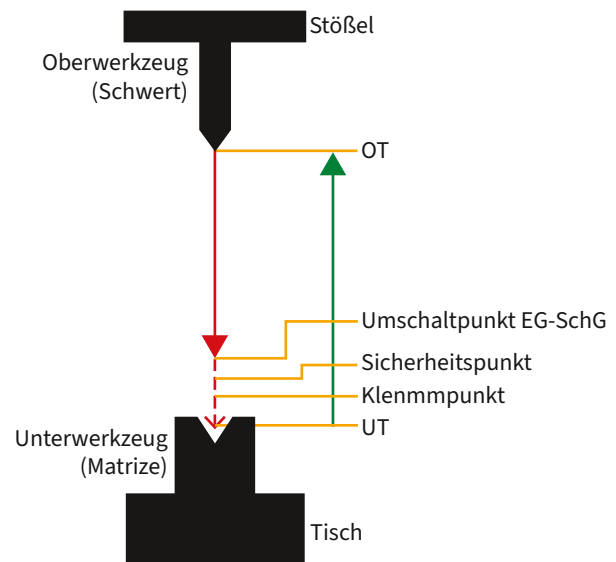 Stößel
Oberwerkzeug
(Schwert)
OT
Umschaltpunkt EG-SchG
Sicherheitspunkt
Klenmmpunkt
UT
Unterwerkzeug
(Matrize)
Tisch